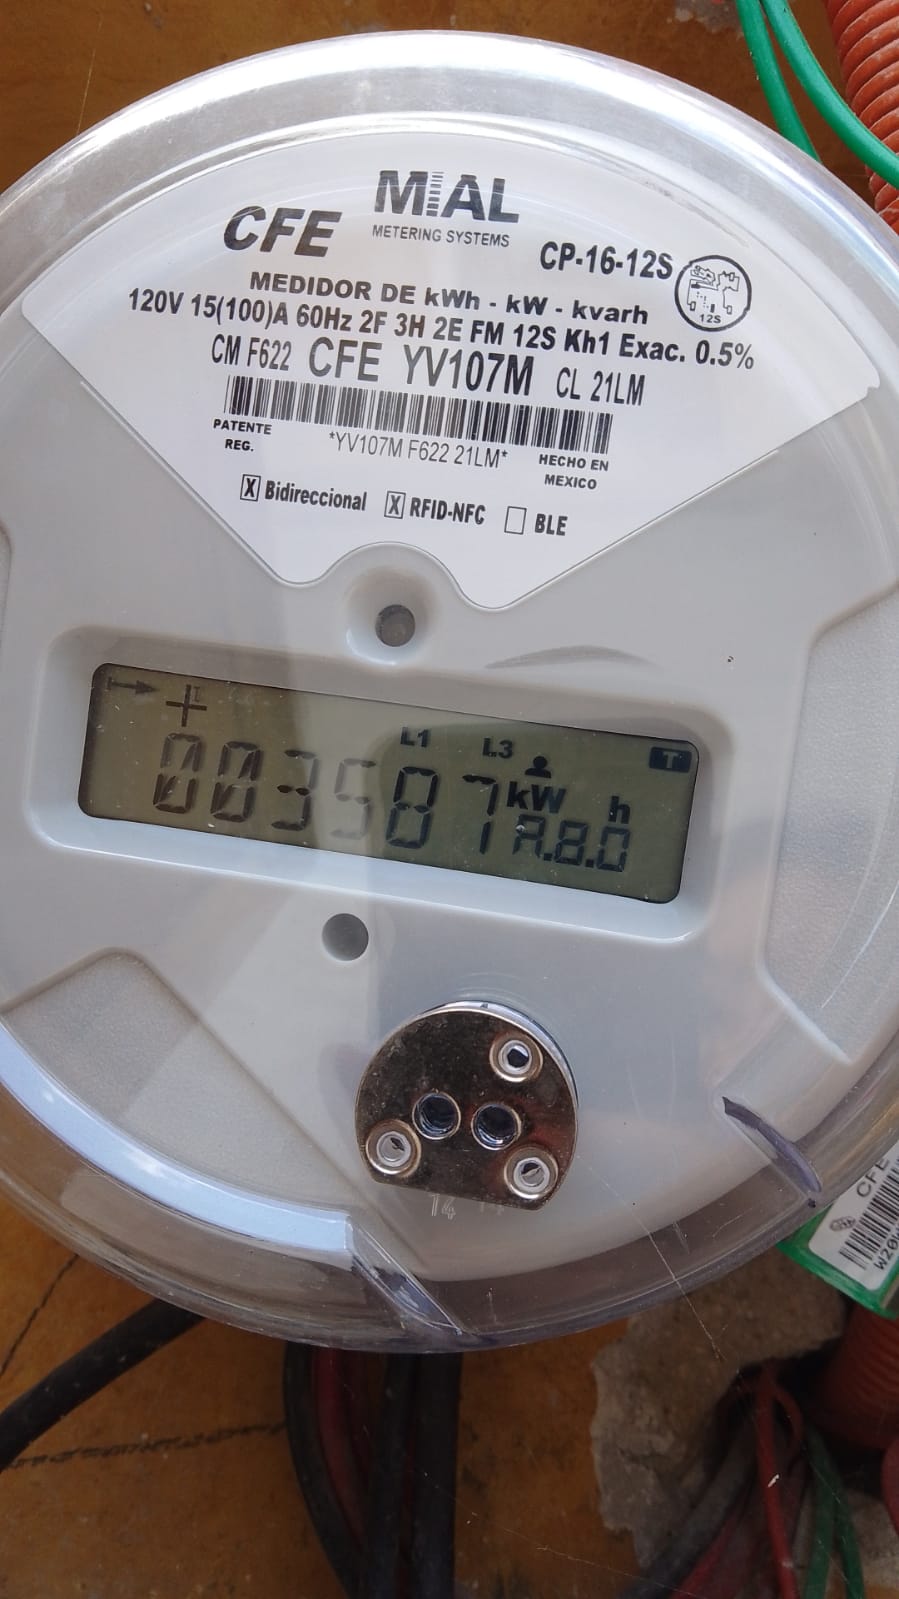 MIAL
METERING SYSTEMS
CFE
CP-16-12S
12S
MEDIDOR DE kWh - kW - kvarh
120V 15(100)A 60Hz 2F 3H 2E FM 12S Kh1 Exac. 0.5%
CM F622 CFE YV107M CL 21LM
PATENTE REG.
*YV107M F622 21LM*
HECHO EN MEXICO
X Bidireccional X RFID-NFC BLE
L1 L3 T
003587 kW h
A.8.0
14
CFE